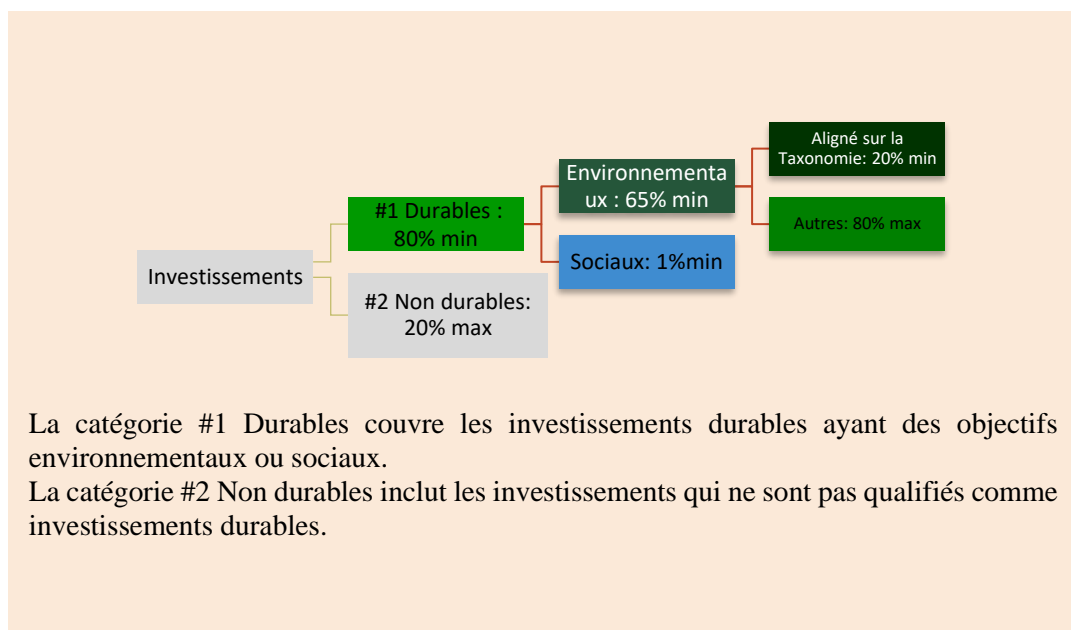 Investissements
#1 Durables :
80% min
#2 Non durables:
20% max
Environnementa
ux : 65% min
Sociaux: 1%min
Aligné sur la
Taxonomie: 20% min
Autres: 80% max
La catégorie #1 Durables couvre les investissements durables ayant des objectifs
environnementaux ou sociaux.
La catégorie #2 Non durables inclut les investissements qui ne sont pas qualifiés comme
investissements durables.